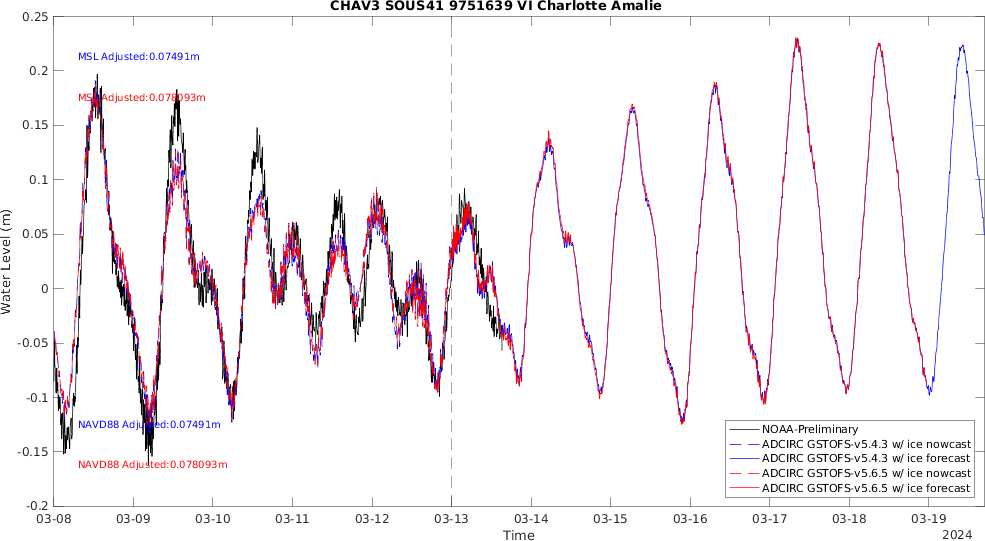 CHAV3 SOUS41 9751639 VI Charlotte Amalie
0.25
0.2
0.15
0.1
0.05
0
-0.05
-0.1
-0.15
-0.2
Water Level (m)
MSL Adjusted:0.07491m
MSL Adjusted:0.078093m
NAVD88 Adjusted:0.07491m
NAVD88 Adjusted:0.078093m
NOAA-Preliminary
ADCIRC GSTOFS-v5.4.3 w/ ice nowcast
ADCIRC GSTOFS-v5.4.3 w/ ice forecast
ADCIRC GSTOFS-v5.6.5 w/ ice nowcast
ADCIRC GSTOFS-v5.6.5 w/ ice forecast
03-08 03-09 03-10 03-11 03-12 03-13 03-14 03-15 03-16 03-17 03-18 03-19
Time
2024